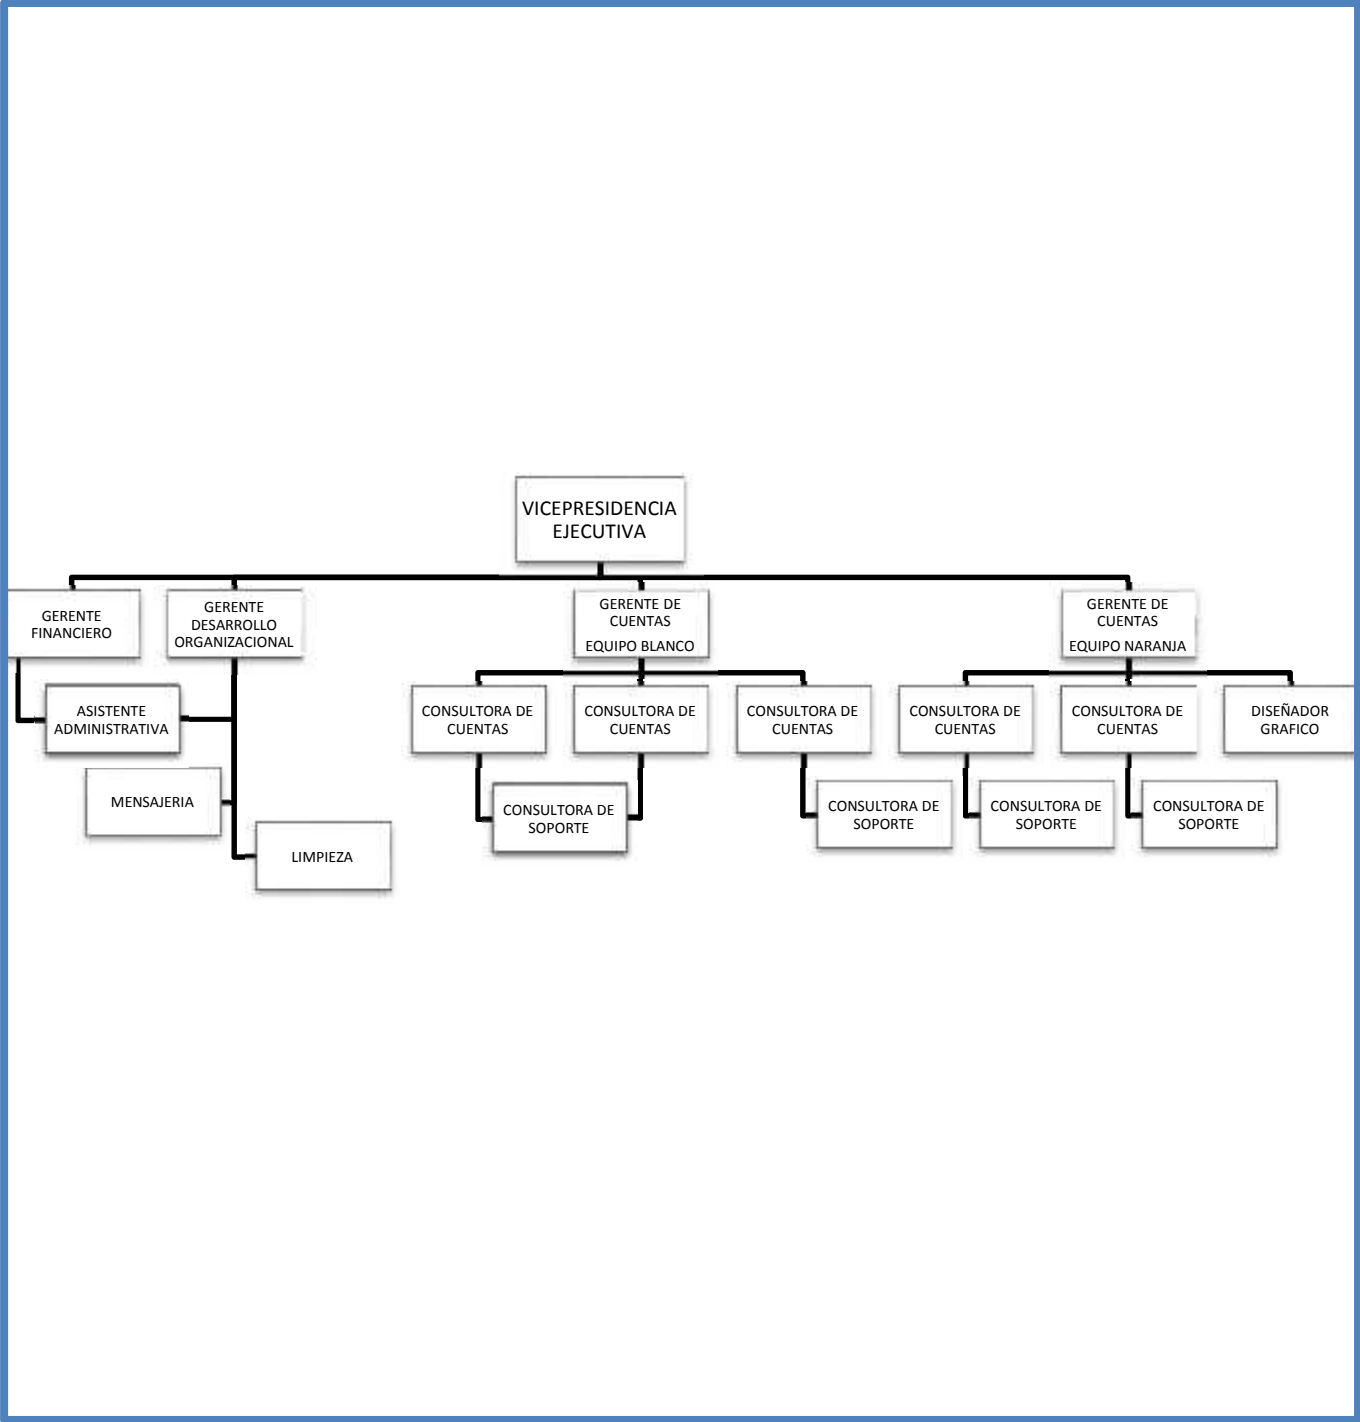 VICEPRESIDENCIA
EJECUTIVA
GERENTE
FINANCIERO
GERENTE
DESARROLLO
ORGANIZACIONAL
GERENTE DE
CUENTAS
EQUIPO BLANCO
GERENTE DE
CUENTAS
EQUIPO NARANJA
ASISTENTE
ADMINISTRATIVA
CONSULTORA DE
CUENTAS
CONSULTORA DE
CUENTAS
CONSULTORA DE
CUENTAS
CONSULTORA DE
CUENTAS
CONSULTORA DE
CUENTAS
DISEÑADOR
GRAFICO
MENSAJERIA
CONSULTORA DE
SOPORTE
CONSULTORA DE
SOPORTE
CONSULTORA DE
SOPORTE
CONSULTORA DE
SOPORTE
LIMPIEZA